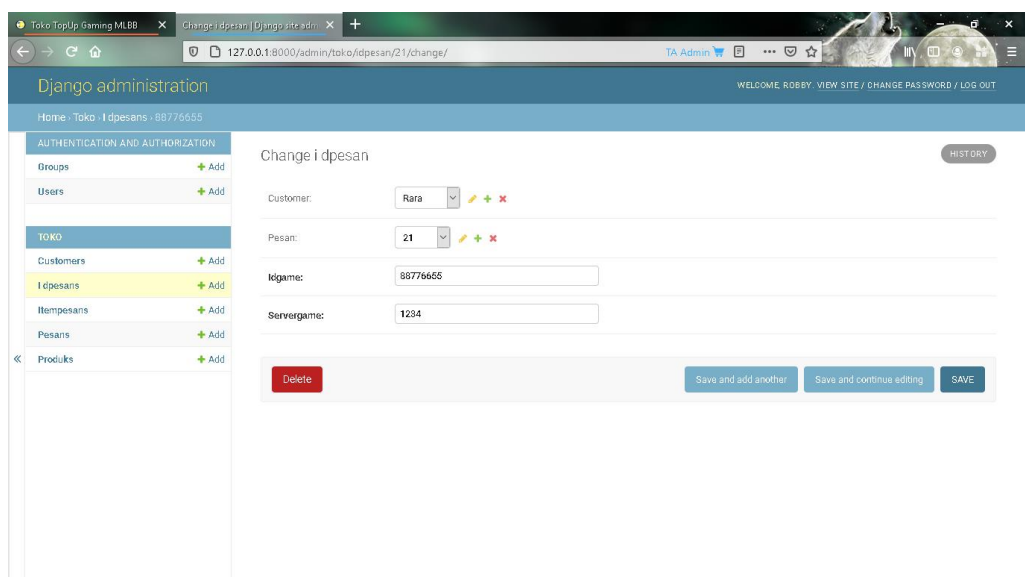 Toko TopUp Gaming MLBB
Change i dpesan | Django site adm
127.0.0.1:8000/admin/toko/idpesan/21/change/
TA Admin
Django administration
WELCOME, ROBBY. VIEW SITE / CHANGE PASSWORD / LOG OUT
Home › Toko › I dpesans › 88776655
AUTHENTICATION AND AUTHORIZATION
Groups + Add
Users + Add
TOKO
Customers + Add
I dpesans + Add
Itempesans + Add
Pesans + Add
« Produks + Add
Change i dpesan
HISTORY
Customer: Rara
Pesan: 21
Idgame: 88776655
Servergame: 1234
Delete
Save and add another
Save and continue editing
SAVE